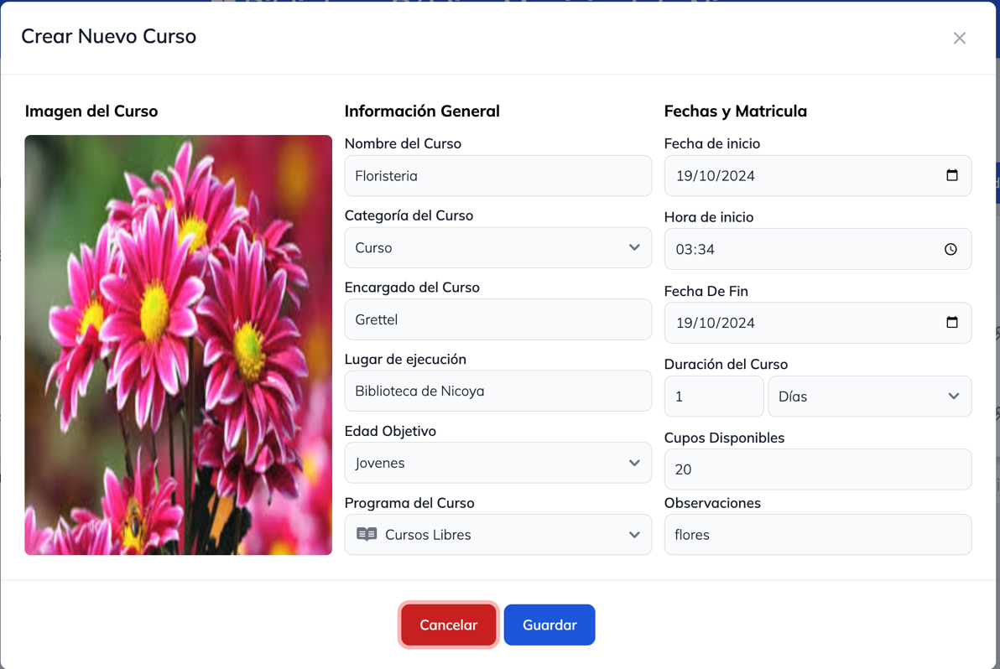 Crear Nuevo Curso
Imagen del Curso
Información General
Nombre del Curso
Floristeria
Categoría del Curso
Curso
Encargado del Curso
Grettel
Lugar de ejecución
Biblioteca de Nicoya
Edad Objetivo
Jovenes
Programa del Curso
Cursos Libres
Fechas y Matricula
Fecha de inicio
19/10/2024
Hora de inicio
03:34
Fecha De Fin
19/10/2024
Duración del Curso
1 Días
Cupos Disponibles
20
Observaciones
flores
Cancelar Guardar